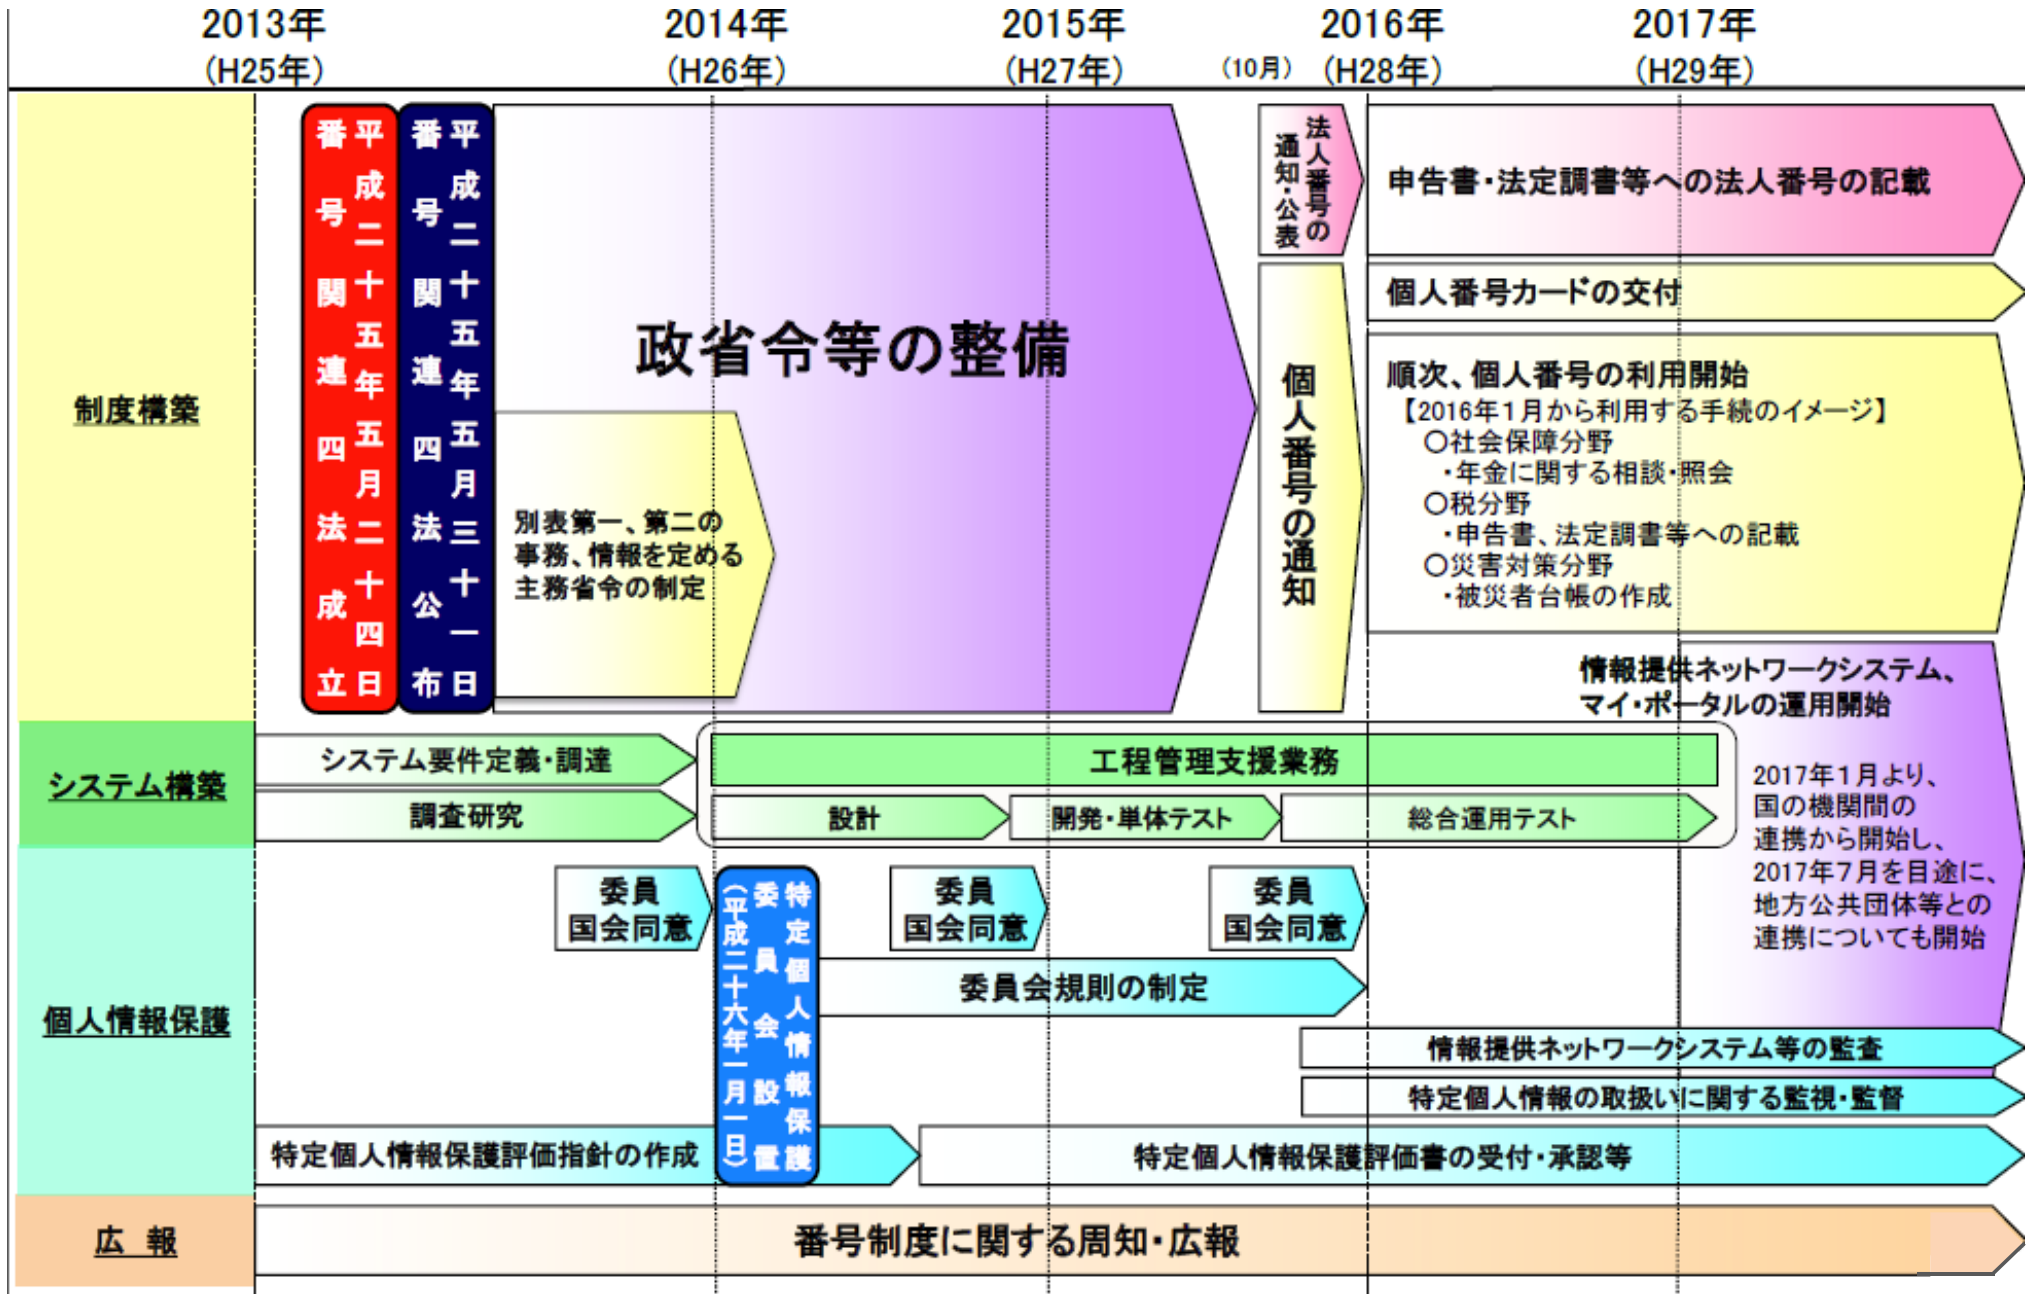 2013年
(H25年)
2014年
(H26年)
2015年
(H27年)
(10月)
2016年
(H28年)
2017年
(H29年)
制度構築
平成二十五年五月二十四日
番号関連四法成立
平成二十五年五月三十一日
番号関連四法公布
政省令等の整備
別表第一、第二の
事務、情報を定める
主務省令の制定
法人番号の
通知・公表
個人番号の通知
申告書・法定調書等への法人番号の記載
個人番号カードの交付
順次、個人番号の利用開始
【2016年1月から利用する手続のイメージ】
○社会保障分野
・年金に関する相談・照会
○税分野
・申告書、法定調書等への記載
○災害対策分野
・被災者台帳の作成
情報提供ネットワークシステム、
マイ・ポータルの運用開始
2017年1月より、
国の機関間の
連携から開始し、
2017年7月を目途に、
地方公共団体等との
連携についても開始
システム構築
システム要件定義・調達
調査研究
工程管理支援業務
設計
開発・単体テスト
総合運用テスト
個人情報保護
委員
国会同意
特定個人情報保護
委員会設置
(平成二十六年一月一日)
委員
国会同意
委員
国会同意
委員会規則の制定
情報提供ネットワークシステム等の監査
特定個人情報の取扱いに関する監視・監督
特定個人情報保護評価指針の作成
特定個人情報保護評価書の受付・承認等
広 報
番号制度に関する周知・広報